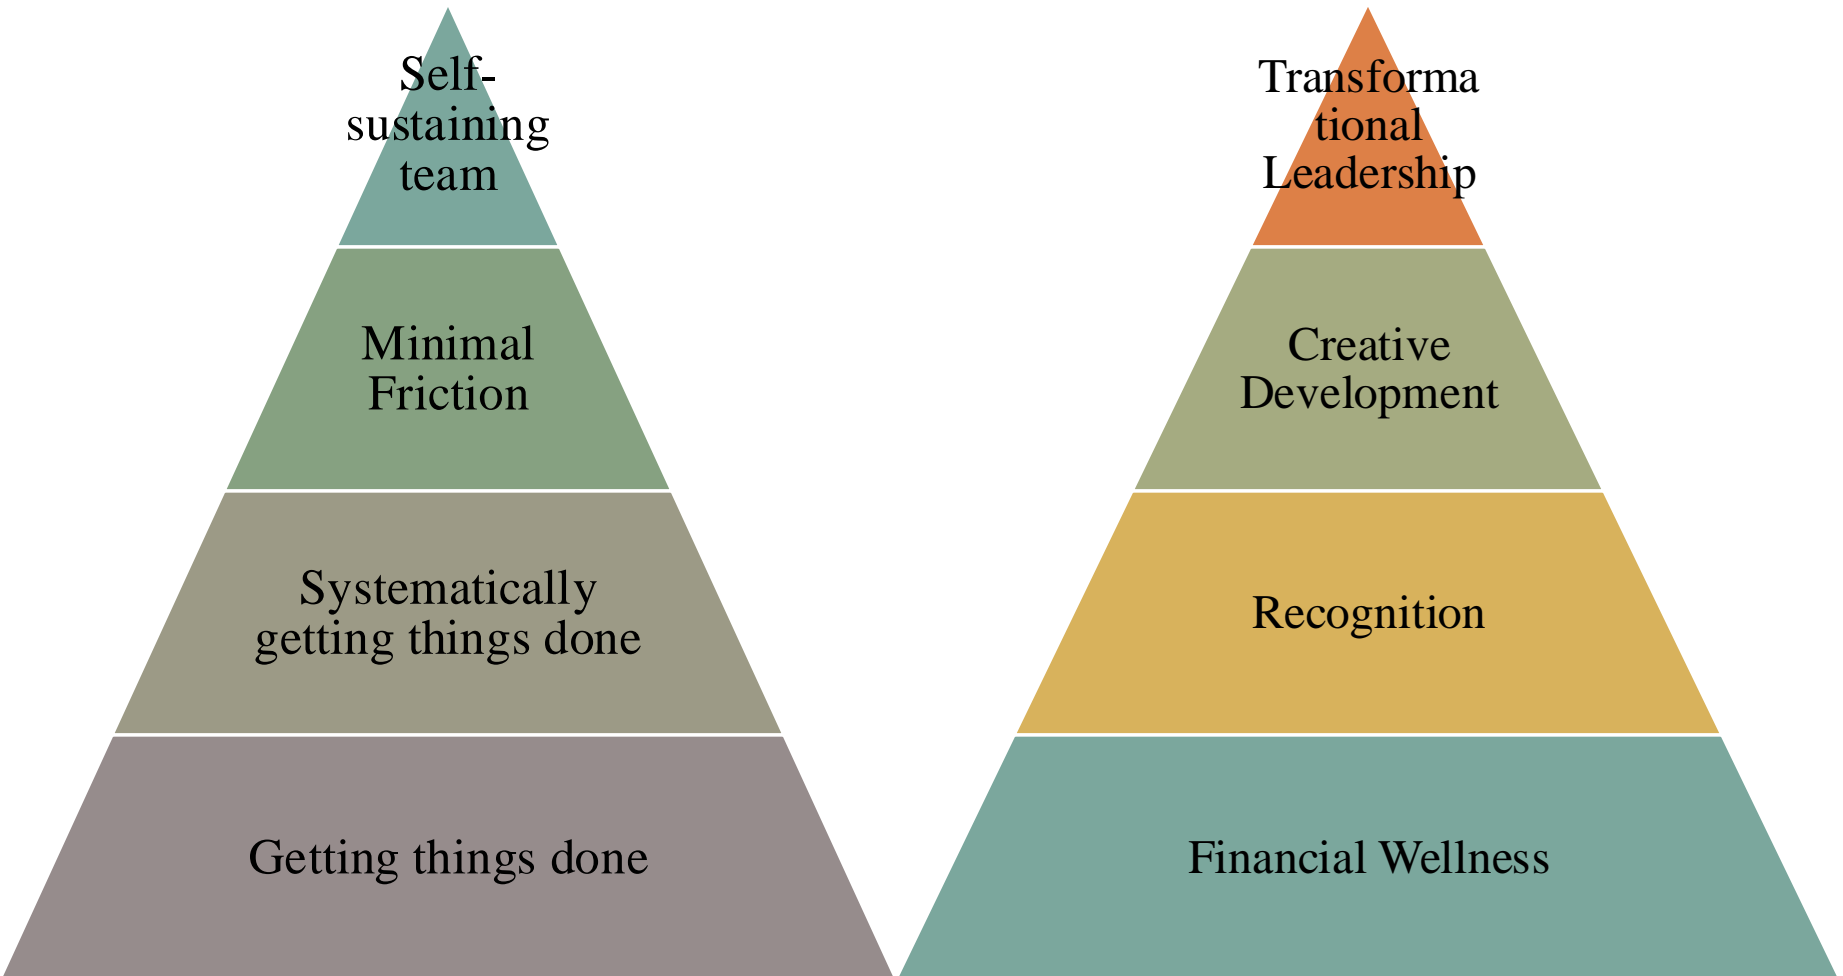 Self-
sustaining
team
Minimal
Friction
Systematically
getting things done
Getting things done
Transforma
tional
Leadership
Creative
Development
Recognition
Financial Wellness